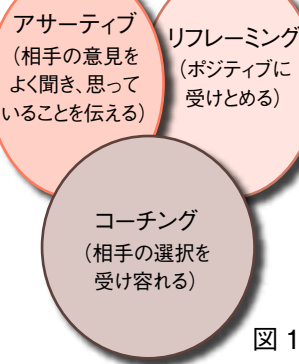 アサーティブ
(相手の意見を
よく聞き、思って
いることを伝える)
リフレーミング
(ポジティブに
受けとめる)
コーチング
(相手の選択を
受け容れる)
図 1